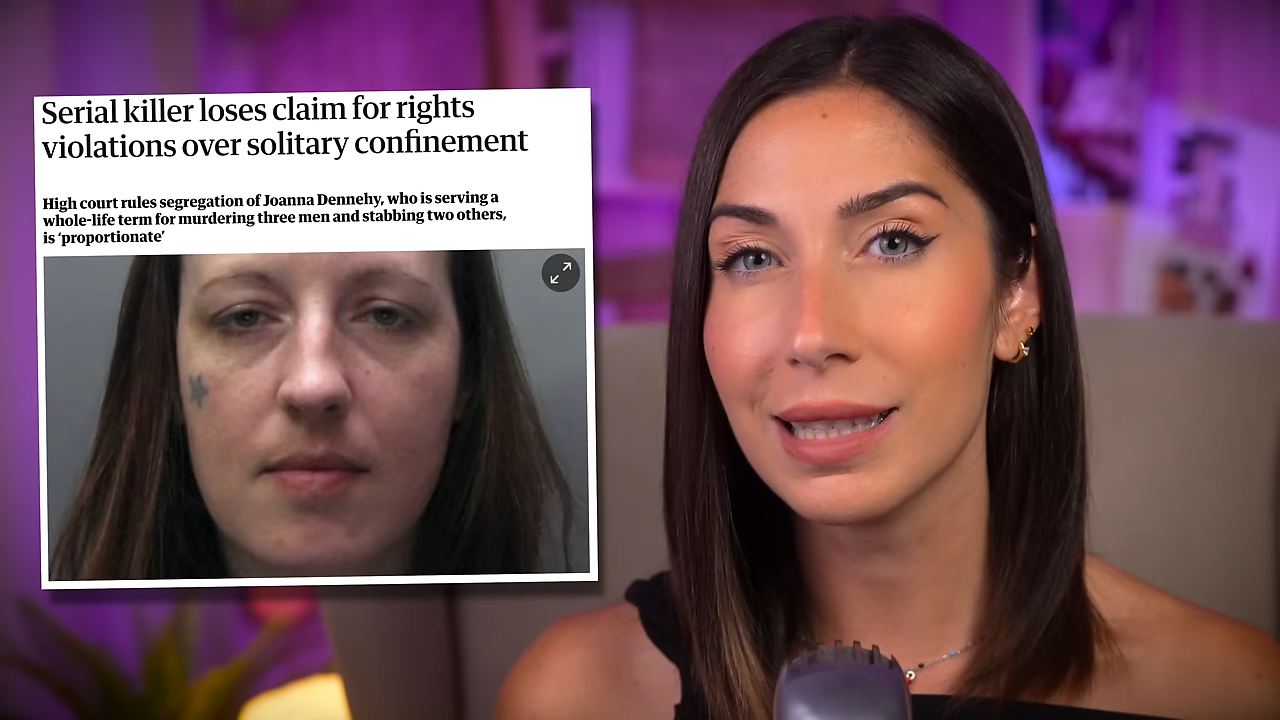 Serial killer loses claim for rights
violations over solitary confinement
High court rules segregation of Joanna Dennehy, who is serving a
whole-life term for murdering three men and stabbing two others,
is ‘proportionate’